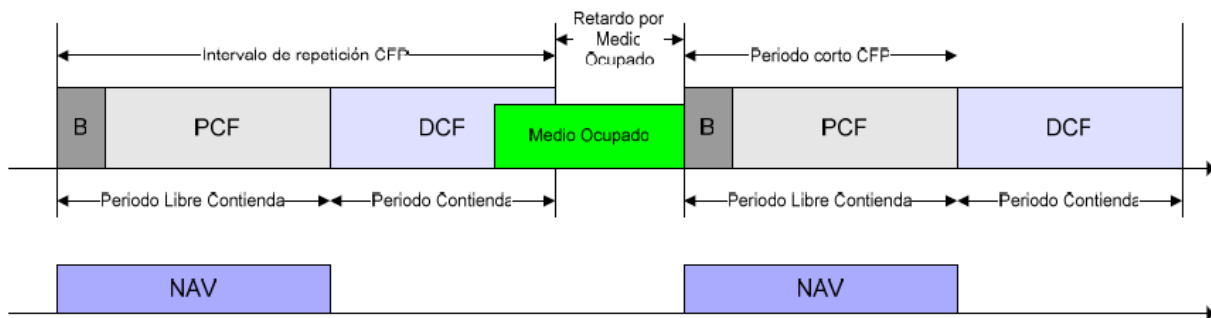 Retardo por
Medio
Ocupado
Intervalo de repetición CFP
Periodo corto CFP
B
PCF
DCF
Medio Ocupado
B
PCF
DCF
Periodo Libre Contienda
Periodo Contienda
Periodo Libre Contienda
Periodo Contienda
NAV
NAV